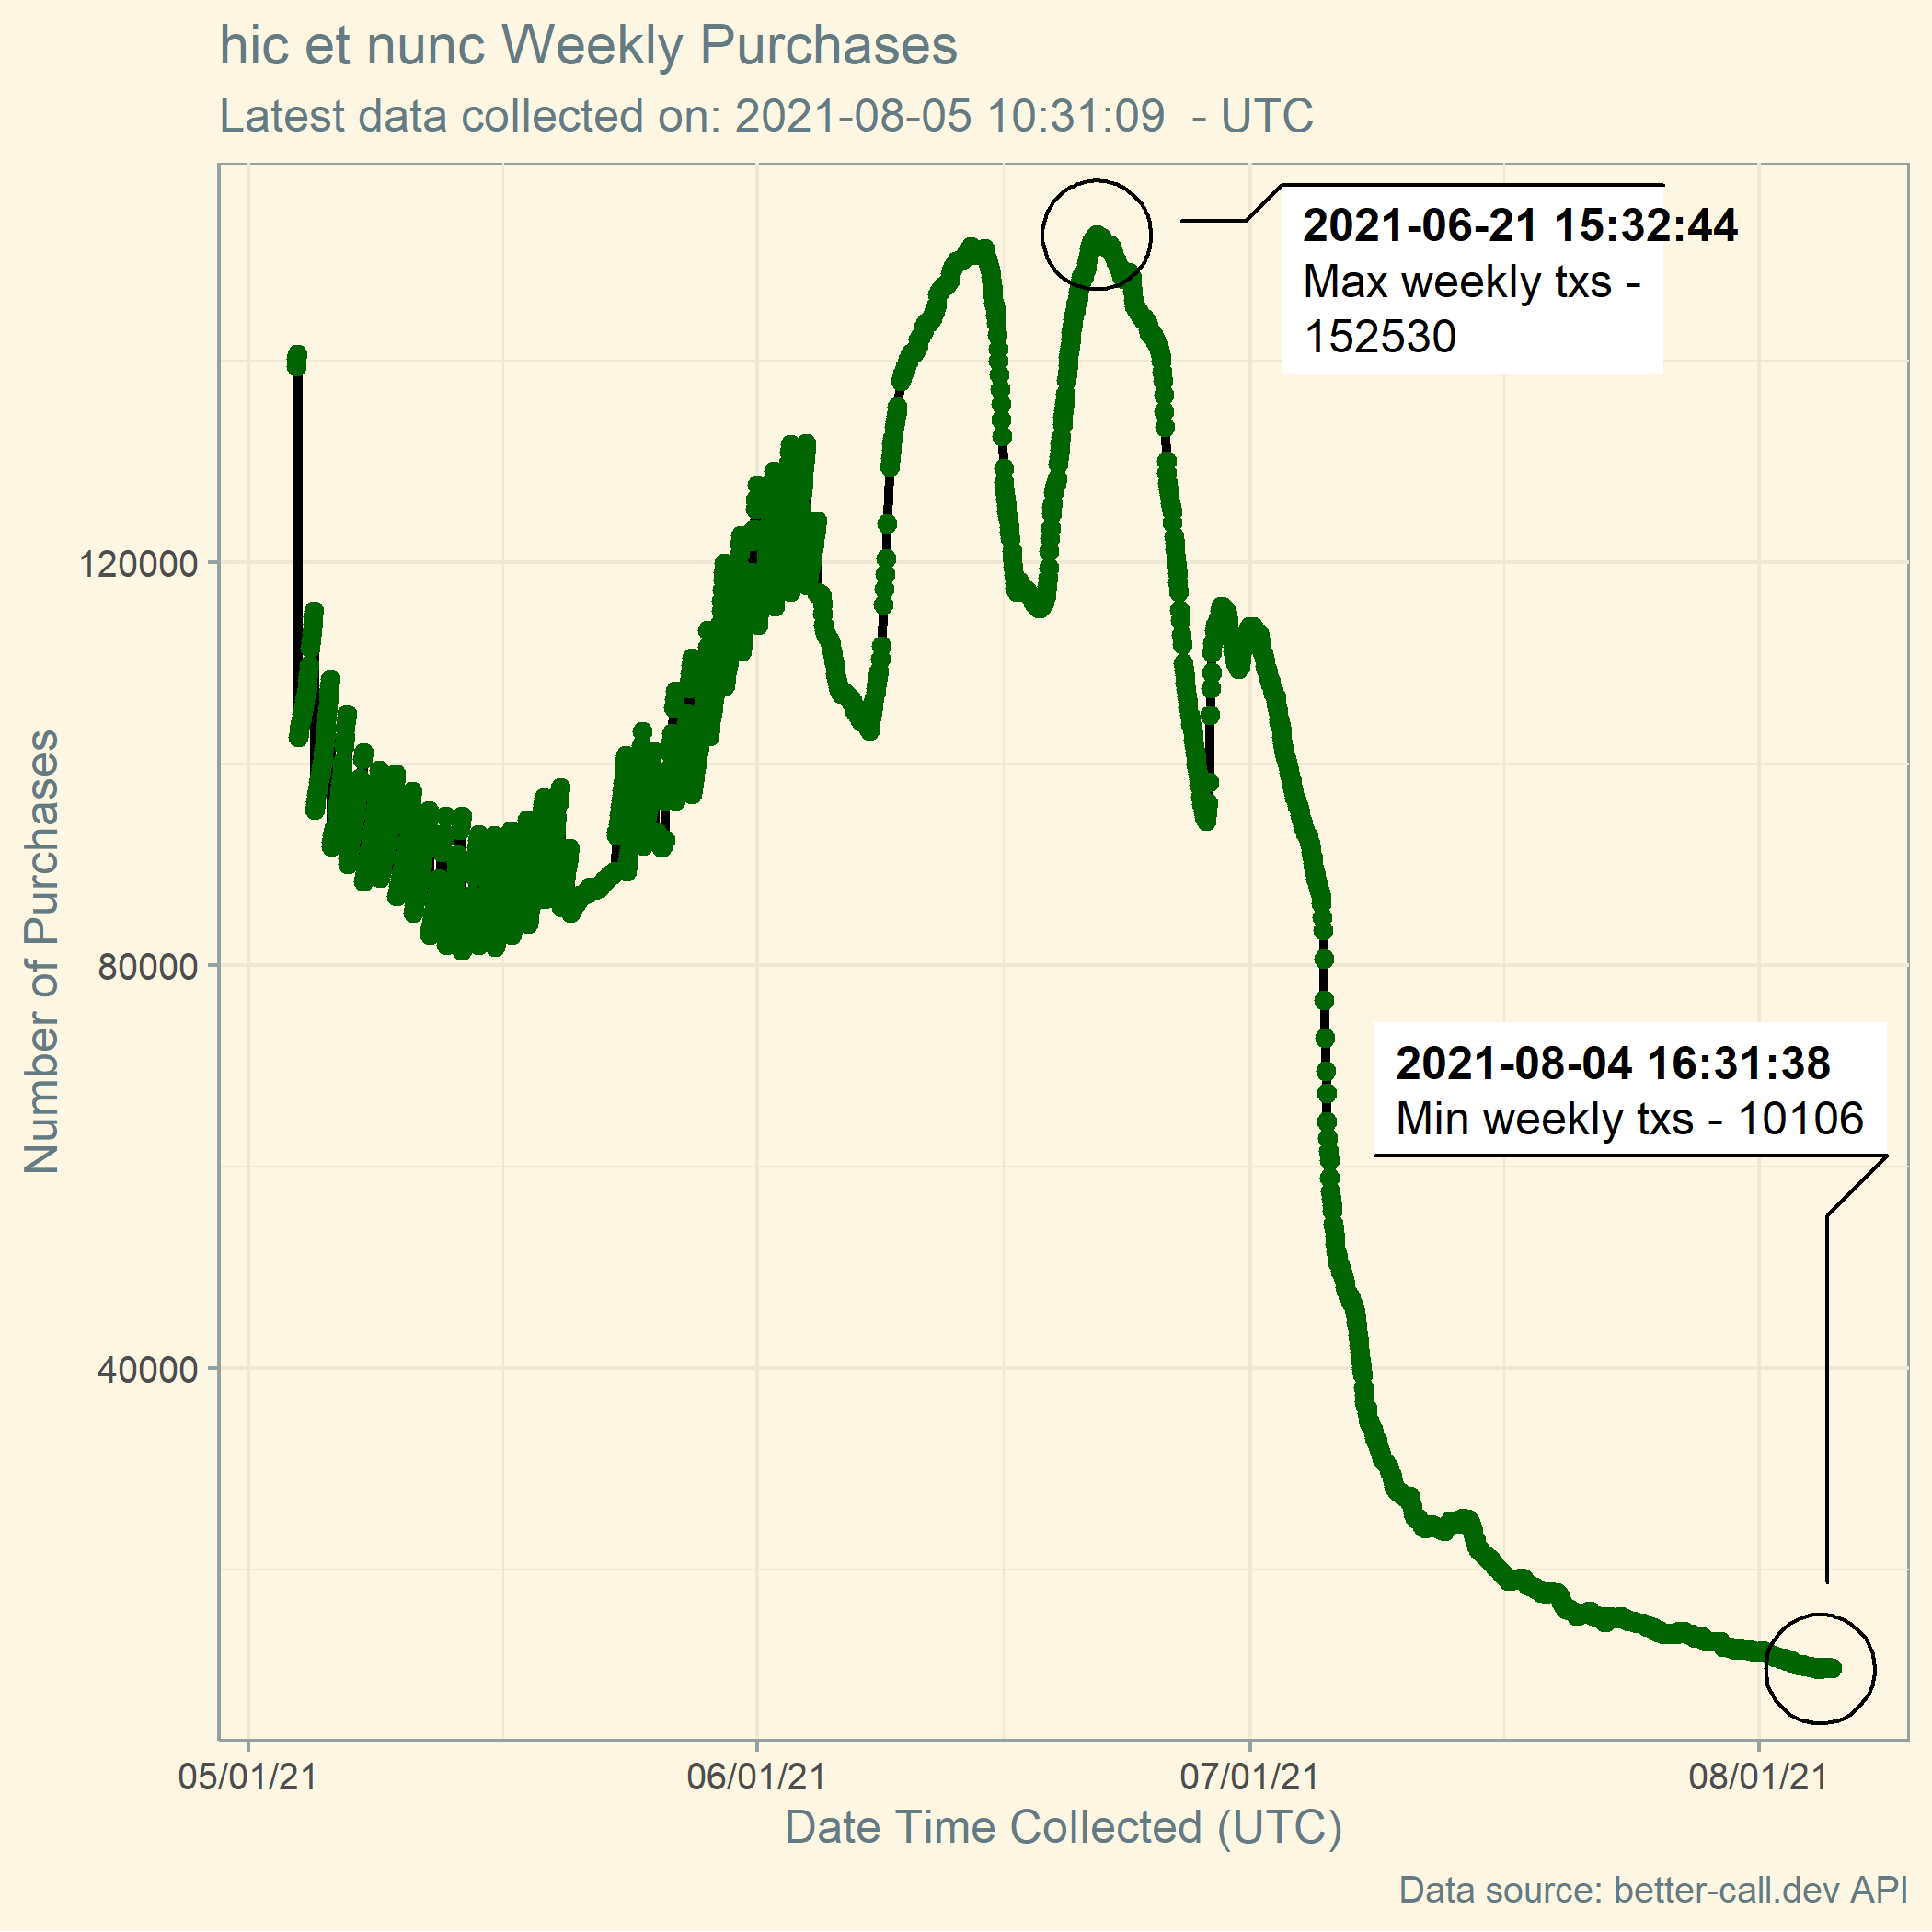 hic et nunc Weekly Purchases
Latest data collected on: 2021-08-05 10:31:09  - UTC
2021-06-21 15:32:44
Max weekly txs -
152530
120000
80000
40000
Number of Purchases
2021-08-04 16:31:38
Min weekly txs - 10106
05/01/21 06/01/21 07/01/21 08/01/21
Date Time Collected (UTC)
Data source: better-call.dev API